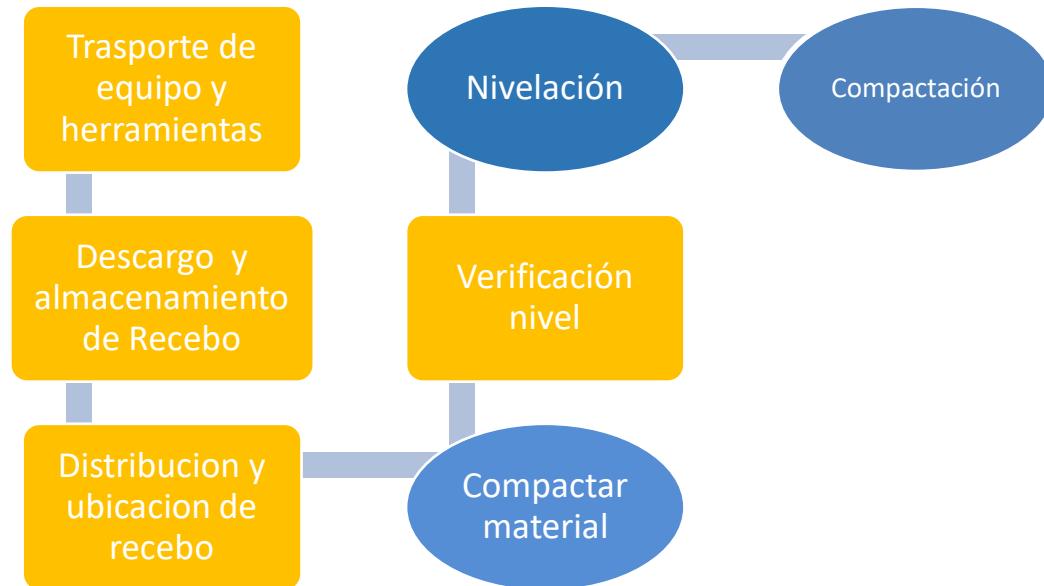 Trasporte de
equipo y
herramientas
Descargo y
almacenamiento
de Recebo
Distribucion y
ubicacion de
recebo
Compactar
material
Verificación
nivel
Nivelación
Compactación